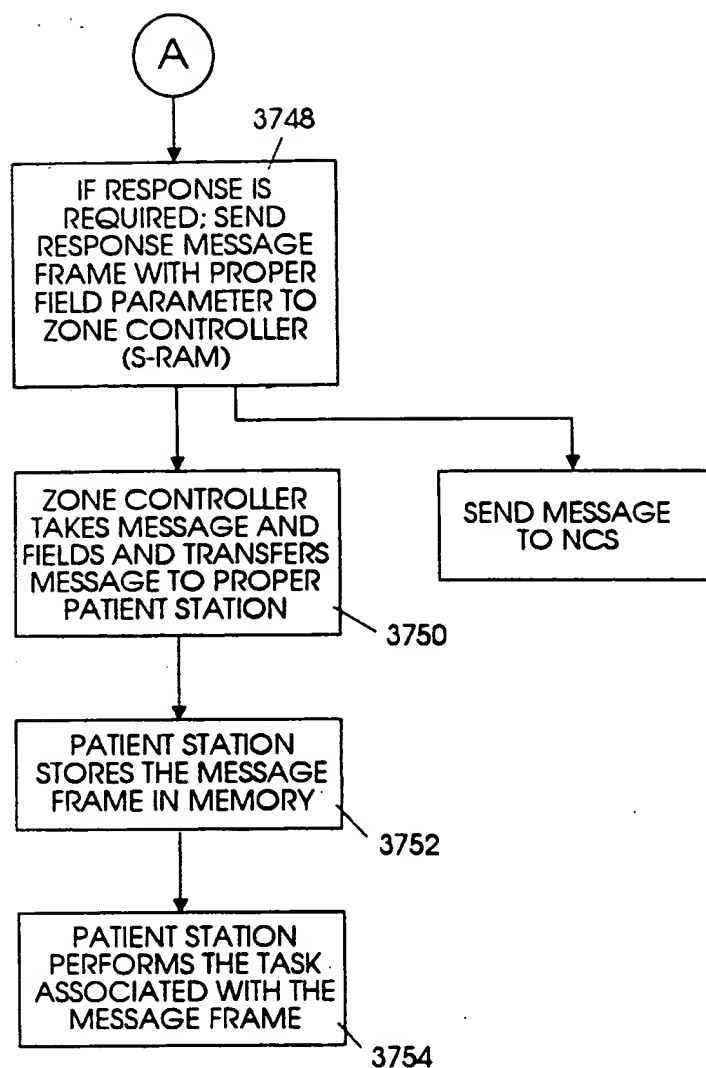 A
3748
IF RESPONSE IS
REQUIRED; SEND
RESPONSE MESSAGE
FRAME WITH PROPER
FIELD PARAMETER TO
ZONE CONTROLLER
(S-RAM)
ZONE CONTROLLER
TAKES MESSAGE AND
FIELDS AND TRANSFERS
MESSAGE TO PROPER
PATIENT STATION
3750
SEND MESSAGE
TO NCS
PATIENT STATION
STORES THE MESSAGE
FRAME IN MEMORY
3752
PATIENT STATION
PERFORMS THE TASK
ASSOCIATED WITH THE
MESSAGE FRAME
3754